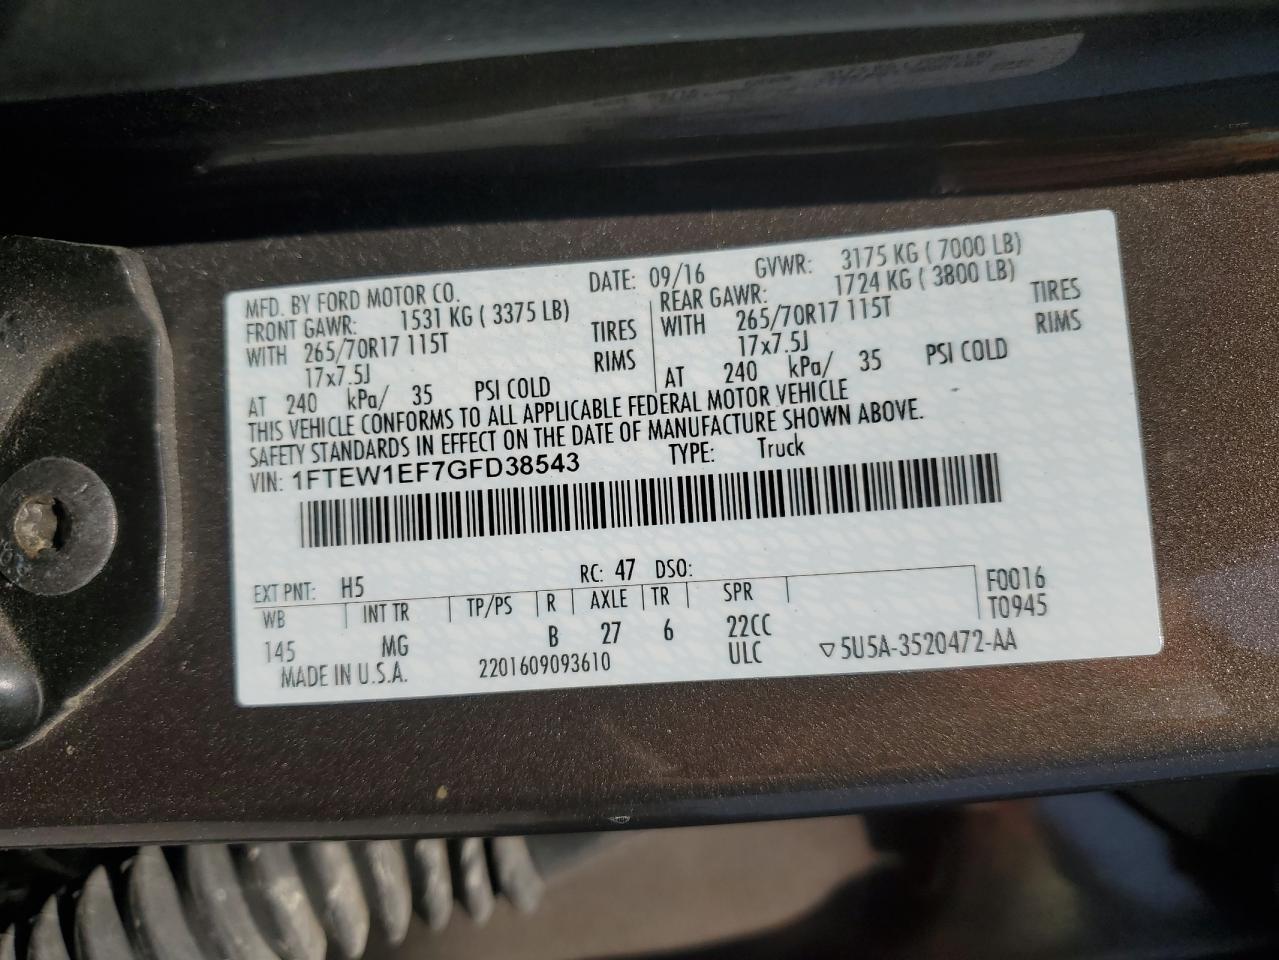 MFD. BY FORD MOTOR CO. DATE: 09/16 GVWR: 3175 KG ( 7000 LB)
FRONT GAWR: 1531 KG ( 3375 LB) REAR GAWR: 1724 KG ( 3800 LB)
WITH 265/70R17 115T TIRES WITH 265/70R17 115T TIRES
17x7.5J RIMS 17x7.5J RIMS
AT 240 kPa/ 35 PSI COLD AT 240 kPa/ 35 PSI COLD
THIS VEHICLE CONFORMS TO ALL APPLICABLE FEDERAL MOTOR VEHICLE
SAFETY STANDARDS IN EFFECT ON THE DATE OF MANUFACTURE SHOWN ABOVE.
VIN: 1FTEW1EF7GFD38543 TYPE: Truck
EXT PNT: H5 RC: 47 DSO:
WB INT TR TP/PS R AXLE TR SPR F0016
145 MG B 27 6 22CC T0945
MADE IN U.S.A. 2201609093610 ULC ▽5U5A-3520472-AA